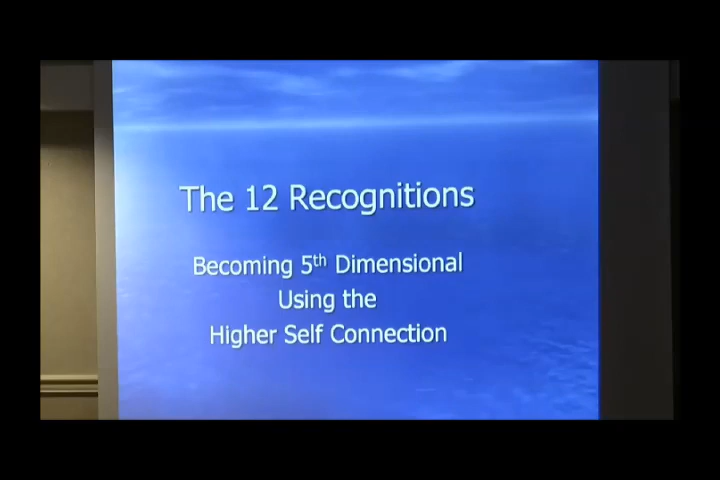 The 12 Recognitions
Becoming 5th Dimensional
Using the
Higher Self Connection